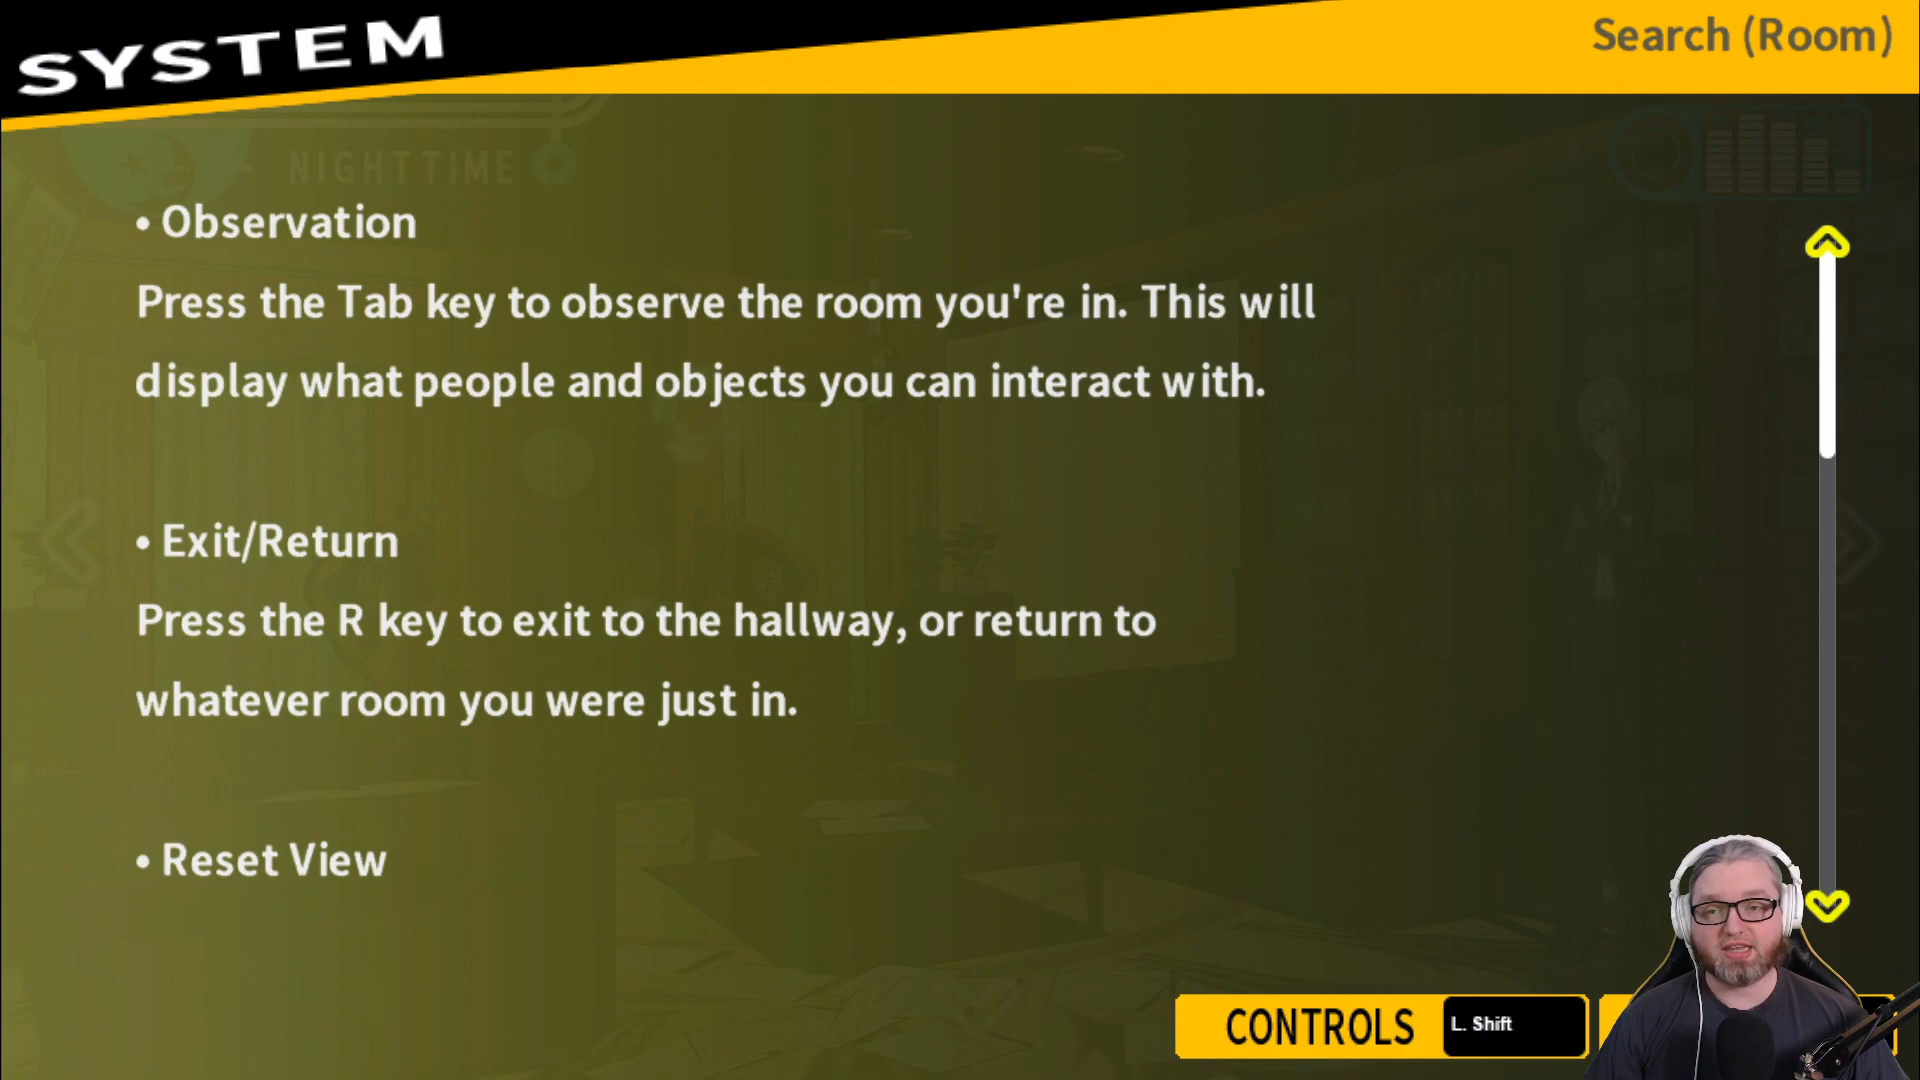 SYSTEM
Search (Room)
NIGHTTIME
• Observation
Press the Tab key to observe the room you're in. This will
display what people and objects you can interact with.
• Exit/Return
Press the R key to exit to the hallway, or return to
whatever room you were just in.
• Reset View
CONTROLS
L. Shift